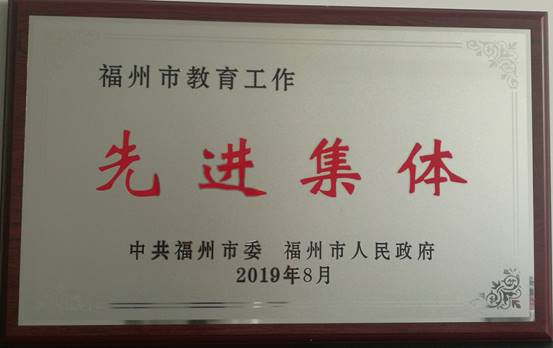 福州市教育工作
先进集体
中共福州市委 福州市人民政府
2019年8月